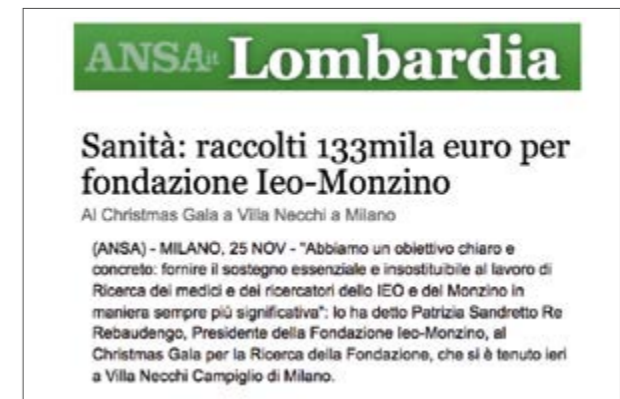 ANSA.it Lombardia
Sanità: raccolti 133mila euro per
fondazione Ieo-Monzino
Al Christmas Gala a Villa Necchi a Milano
(ANSA) - MILANO, 25 NOV - "Abbiamo un obiettivo chiaro e
concreto: fornire il sostegno essenziale e insostituibile al lavoro di
Ricerca dei medici e dei ricercatori dello IEO e del Monzino in
maniera sempre più significativa": lo ha detto Patrizia Sandretto Re
Rebaudengo, Presidente della Fondazione Ieo-Monzino, al
Christmas Gala per la Ricerca della Fondazione, che si è tenuto ieri
a Villa Necchi Campiglio di Milano.